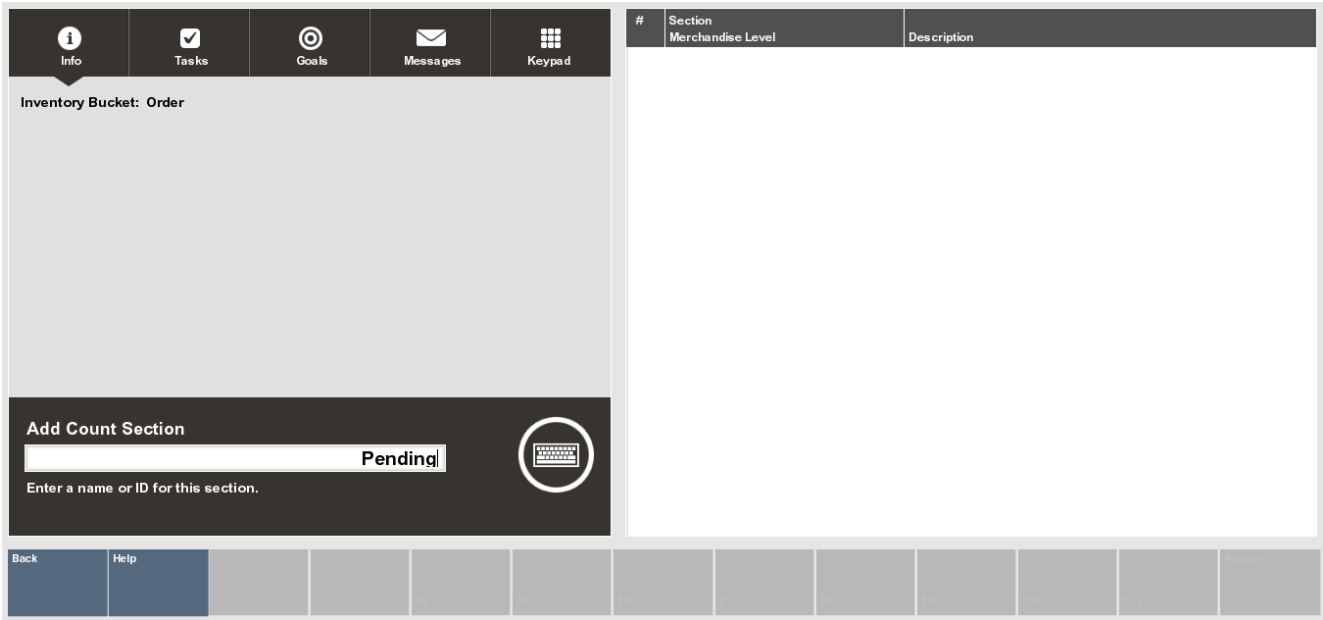 Info
Tasks
Goals
Messages
Keypad
Inventory Bucket: Order
Add Count Section
Pending
Enter a name or ID for this section.
# Section
Merchandise Level
Description
Back
Help